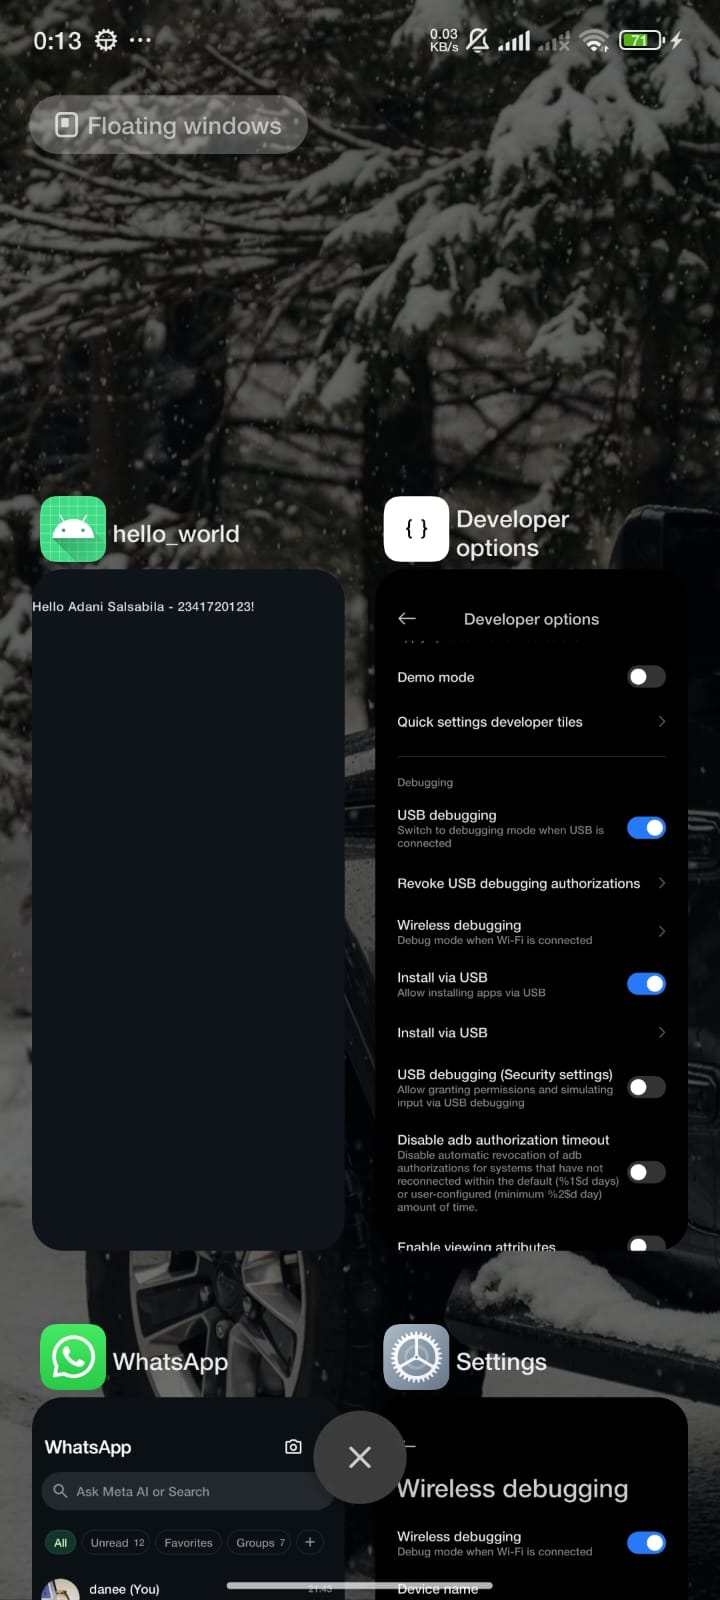 0:13 ...
0.03 KB/s
71
Floating windows
hello_world
Hello Adani Salsabila - 2341720123!
{ }
Developer options
Developer options
Demo mode
Quick settings developer tiles
Debugging
USB debugging
Switch to debugging mode when USB is
connected
Revoke USB debugging authorizations
Wireless debugging
Debug mode when Wi-Fi is connected
Install via USB
Allow installing apps via USB
Install via USB
USB debugging (Security settings)
Allow granting permissions and simulating
input via USB debugging
Disable adb authorization timeout
Disable automatic revocation of adb
authorizations for systems that have not
reconnected within the default (%1$d days)
or user-configured (minimum %2$d day)
amount of time.
Enable viewing attributes
WhatsApp
WhatsApp
Ask Meta AI or Search
All Unread 12 Favorites Groups 7 +
danee (You) 21:43
Settings
Wireless debugging
Wireless debugging
Debug mode when Wi-Fi is connected
Device name